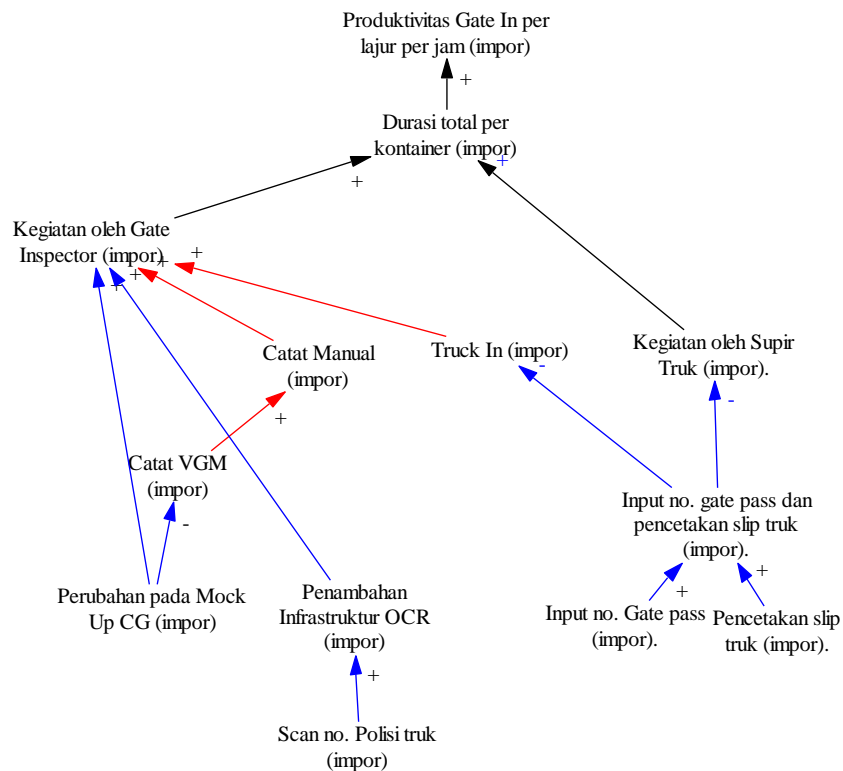 Produktivitas Gate In per
lajur per jam (impor)
+
Durasi total per
kontainer (impor)
+
+
Kegiatan oleh Gate
Inspector (impor)
+
+
+
+
Catat Manual
(impor)
Truck In (impor)
-
Kegiatan oleh Supir
Truk (impor).
-
+
Catat VGM
(impor)
-
Input no. gate pass dan
pencetakan slip truk
(impor).
+
+
Perubahan pada Mock
Up CG (impor)
Penambahan
Infrastruktur OCR
(impor)
+
Input no. Gate pass
(impor).
Pencetakan slip
truk (impor).
Scan no. Polisi truk
(impor)